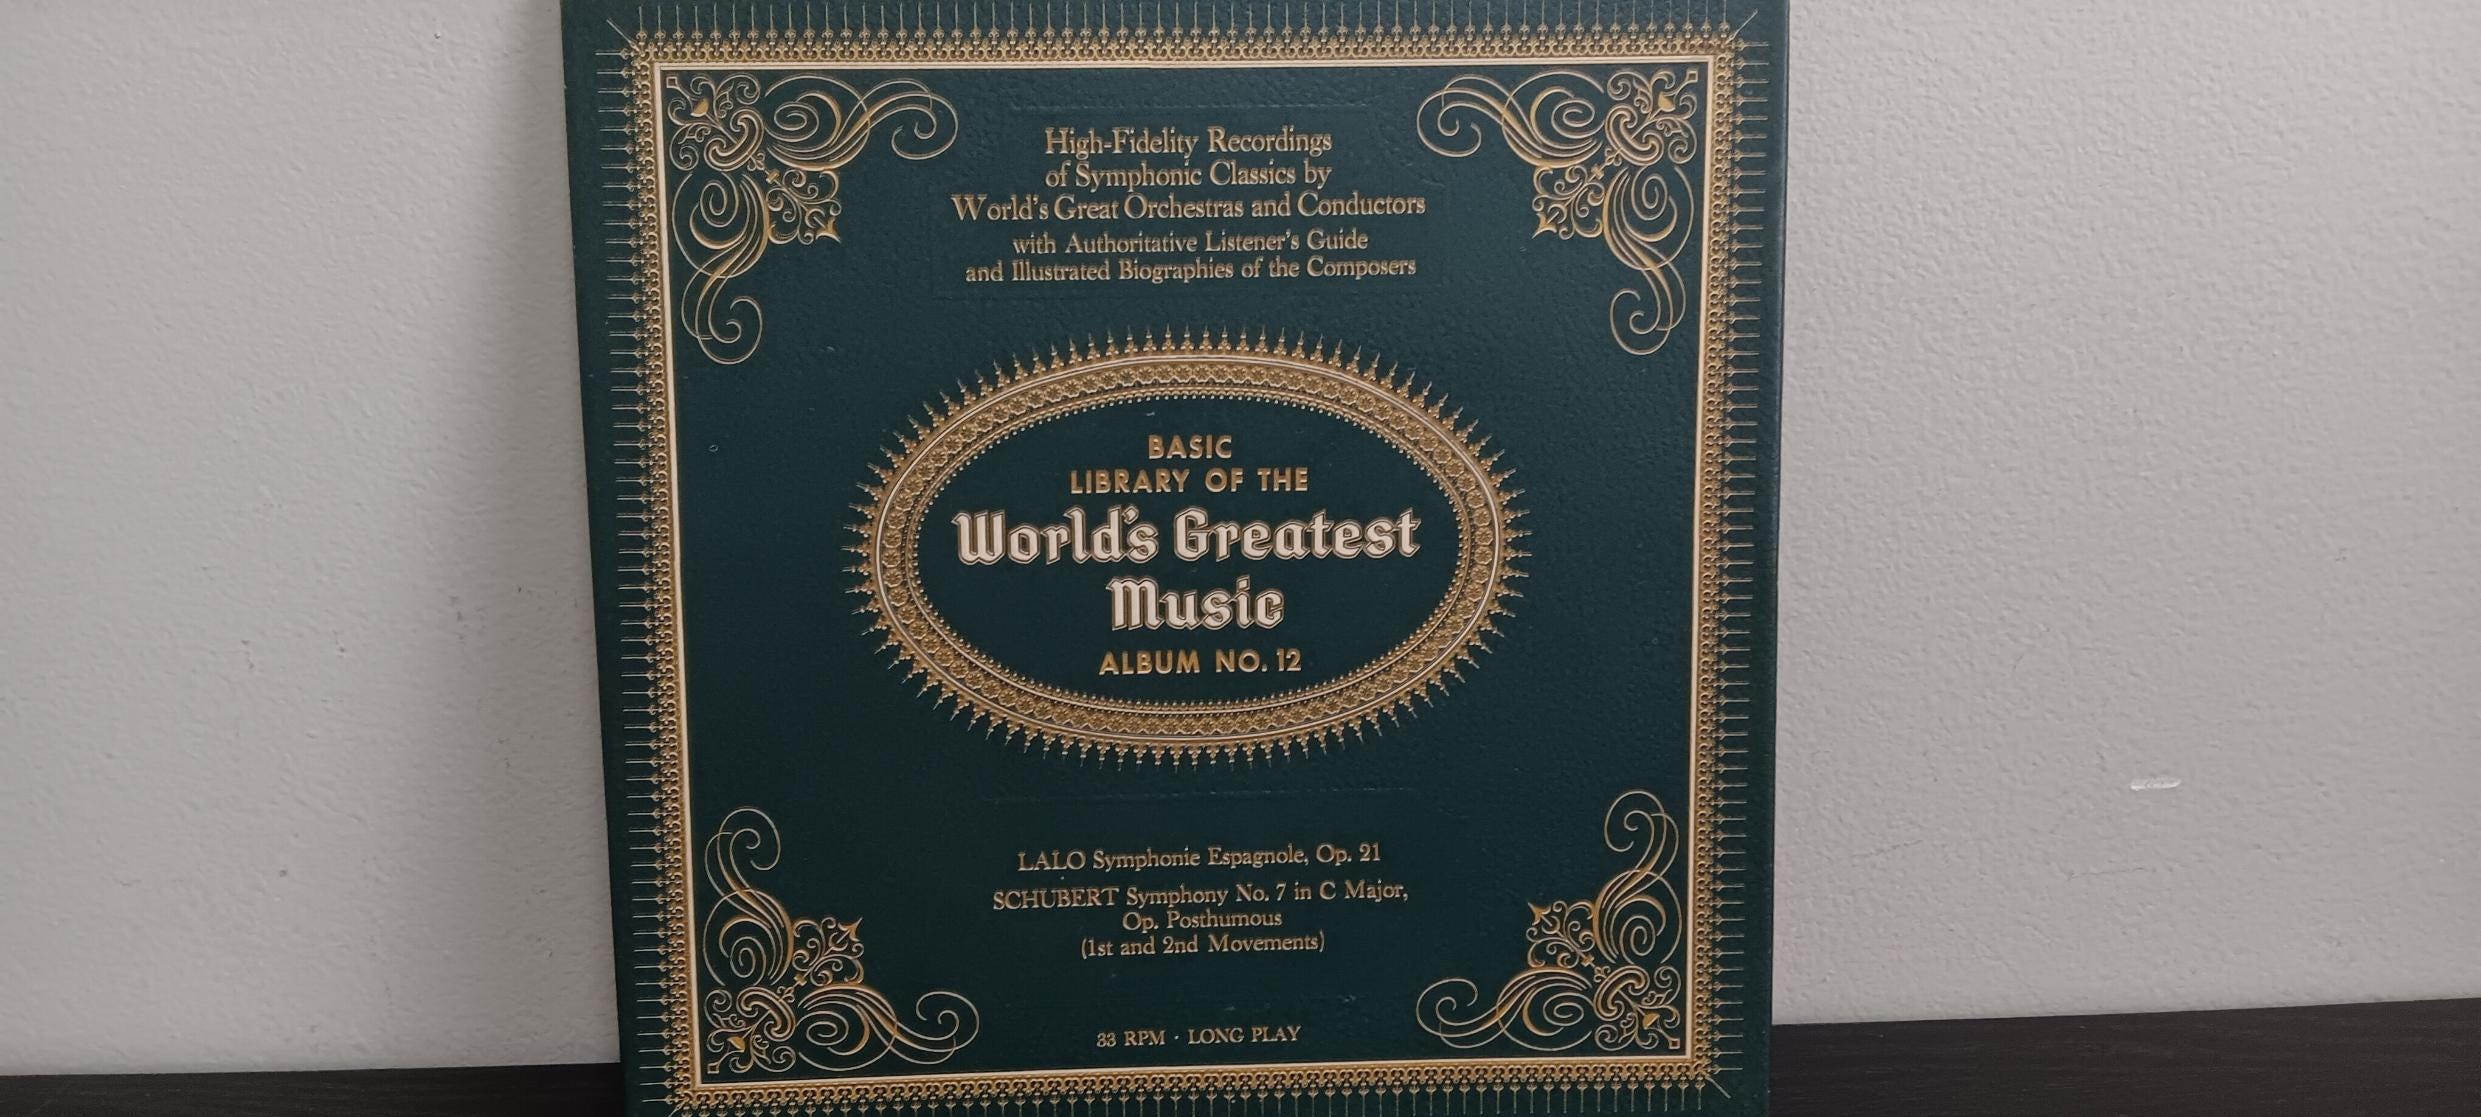 High-Fidelity Recordings
of Symphonic Classics by
World's Great Orchestras and Conductors
with Authoritative Listener's Guide
and Illustrated Biographies of the Composers
BASIC
LIBRARY OF THE
World's Greatest
Music
ALBUM NO. 12
LALO Symphonie Espagnole, Op. 21
SCHUBERT Symphony No. 7 in C Major,
Op. Posthumous
(1st and 2nd Movements)
33 RPM · LONG PLAY